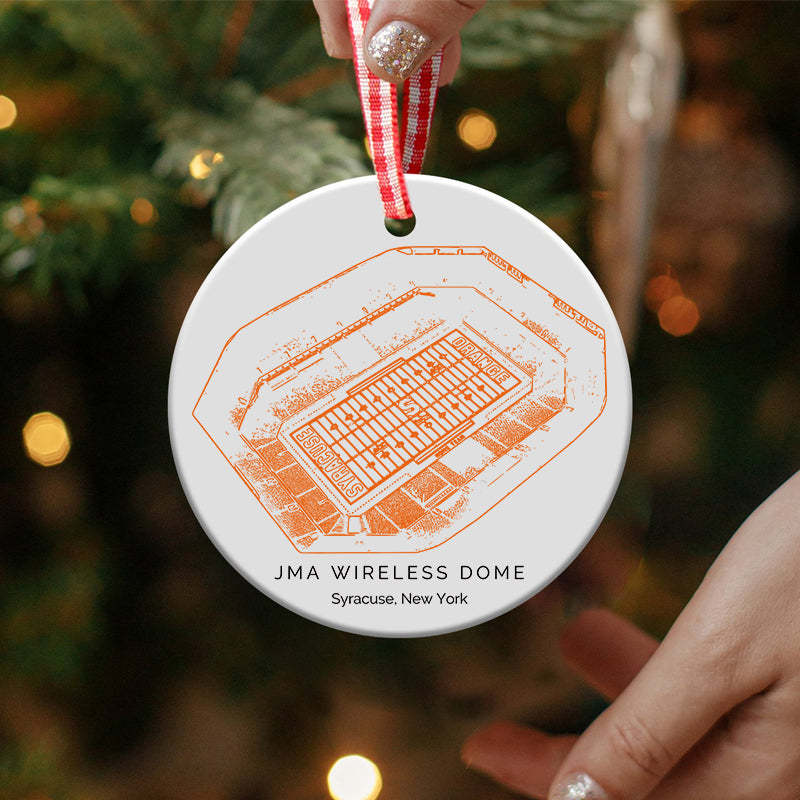 ORANGE
S
SYRACUSE
JMA WIRELESS DOME
Syracuse, New York